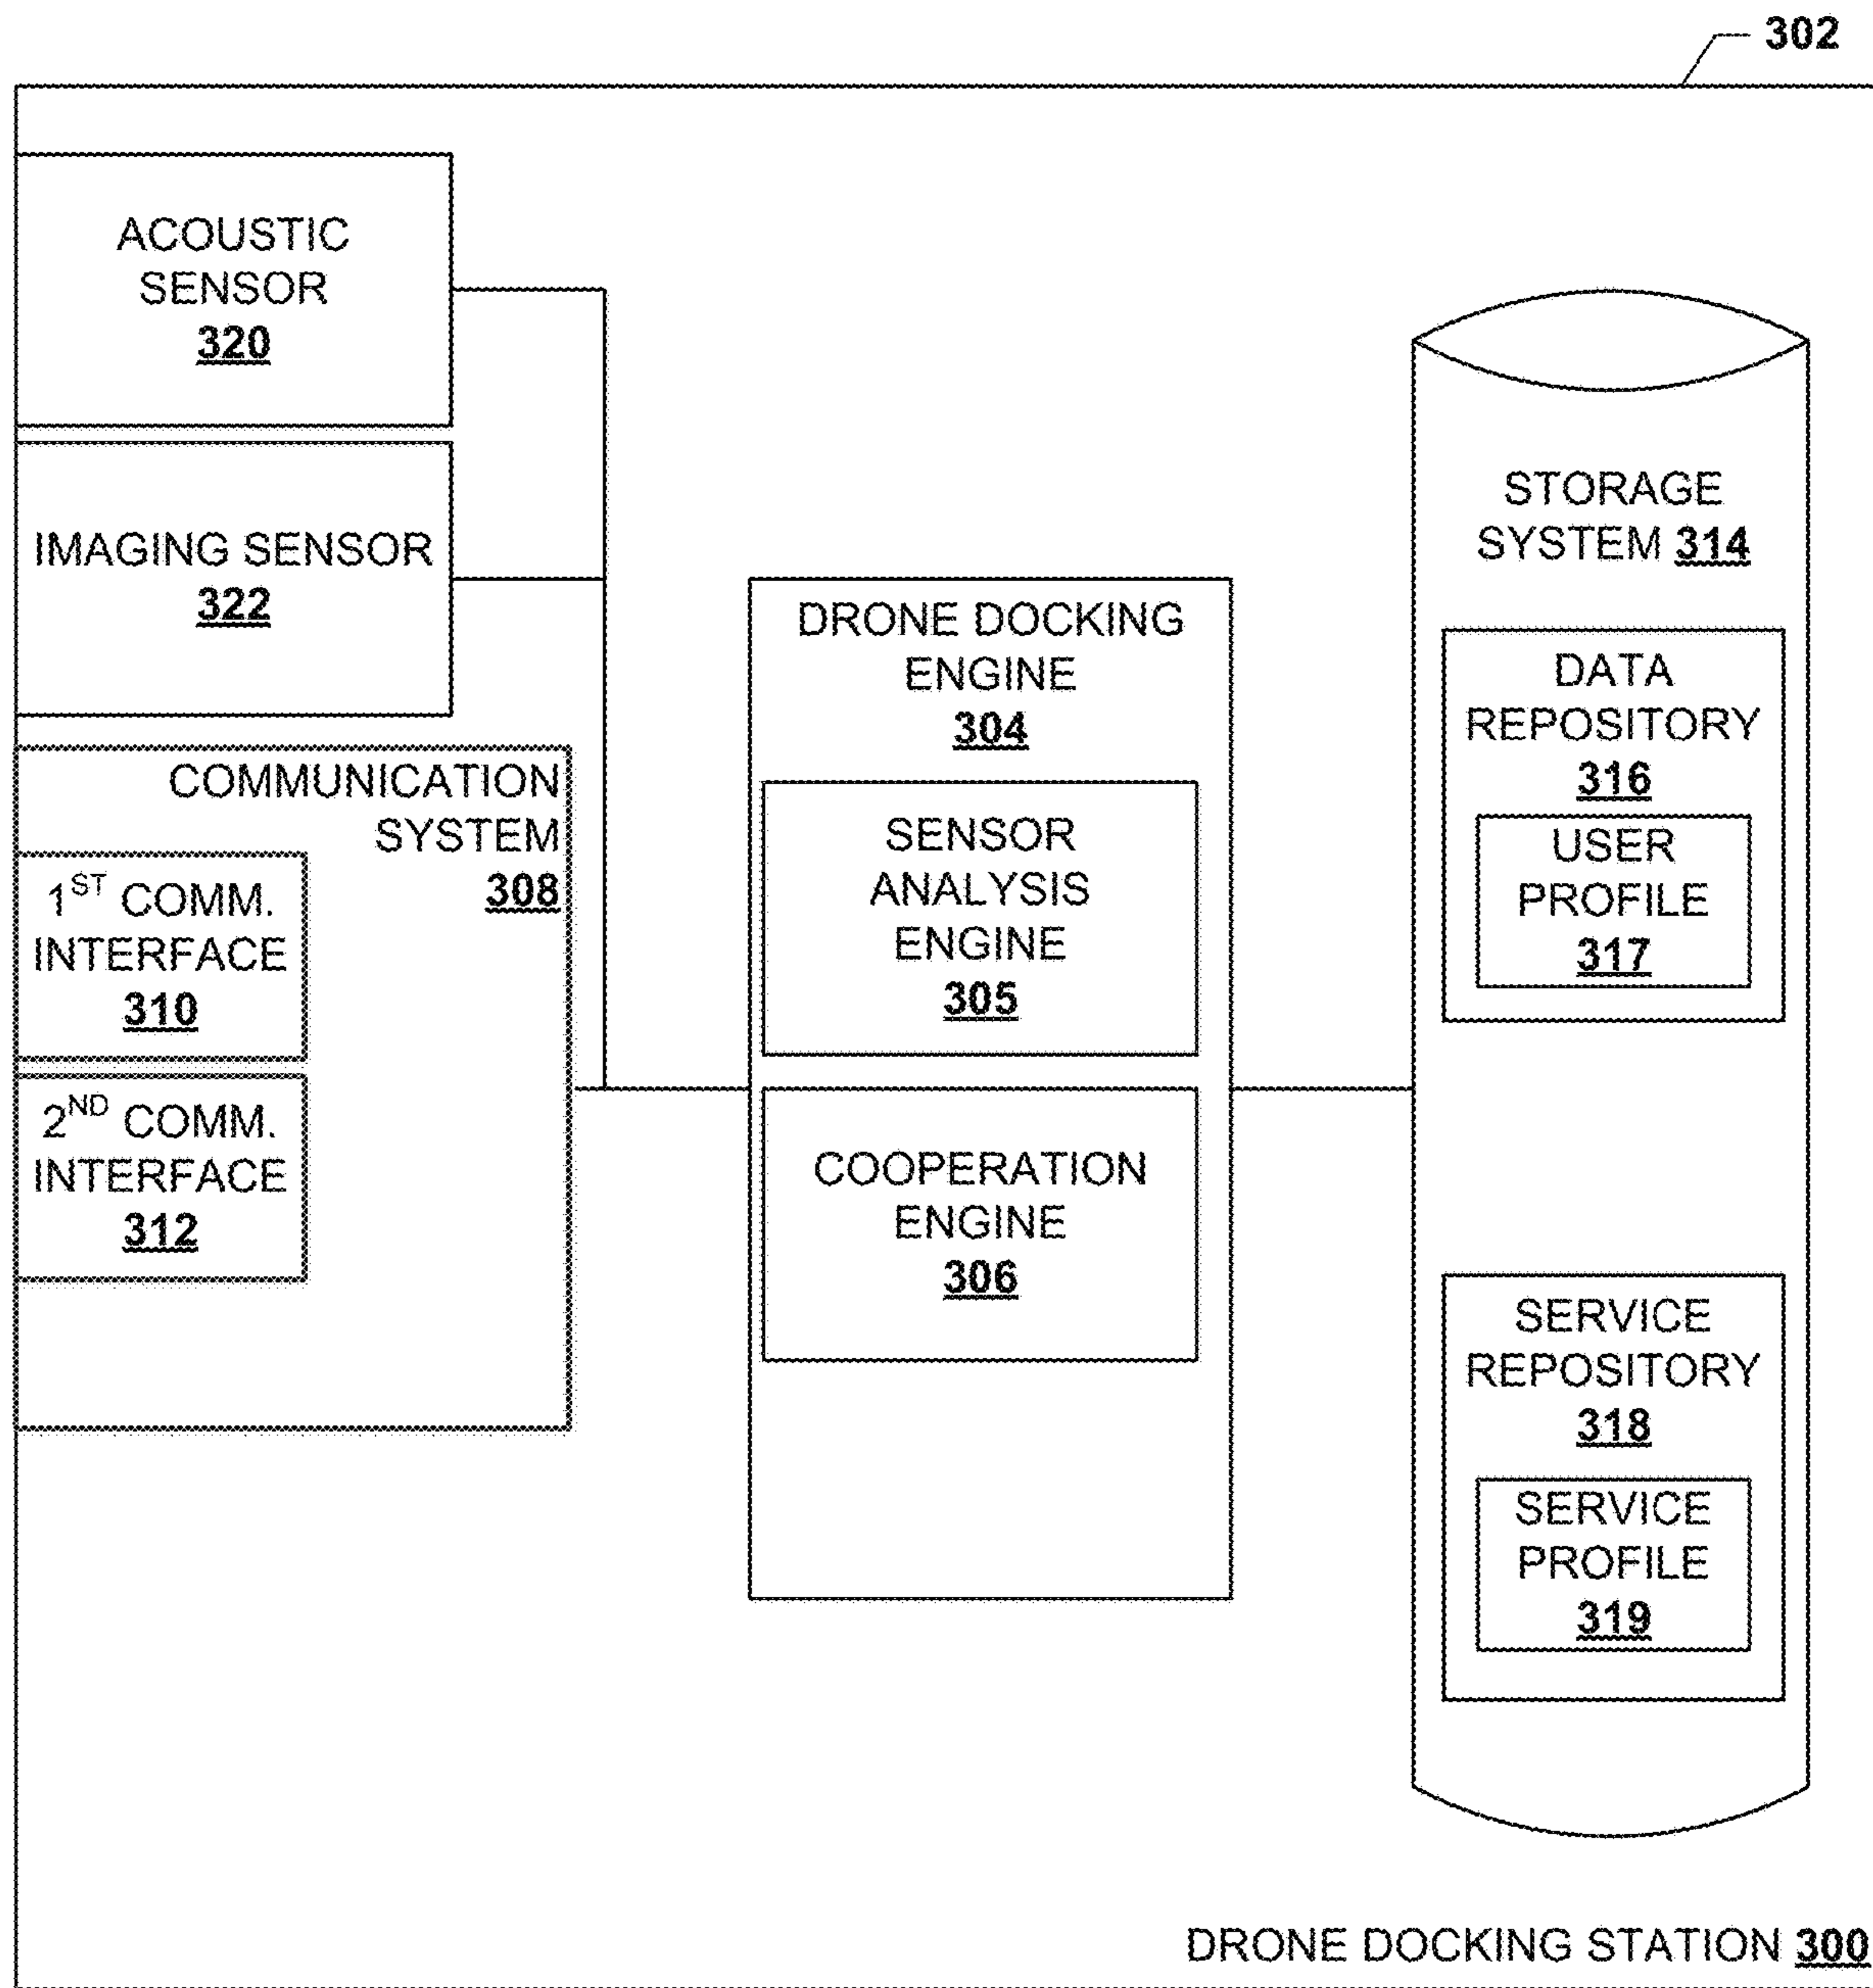 302
ACOUSTIC
SENSOR
320
IMAGING SENSOR
322
COMMUNICATION
SYSTEM
308
1ST COMM.
INTERFACE
310
2ND COMM.
INTERFACE
312
DRONE DOCKING
ENGINE
304
SENSOR
ANALYSIS
ENGINE
305
COOPERATION
ENGINE
306
STORAGE
SYSTEM 314
DATA
REPOSITORY
316
USER
PROFILE
317
SERVICE
REPOSITORY
318
SERVICE
PROFILE
319
DRONE DOCKING STATION 300